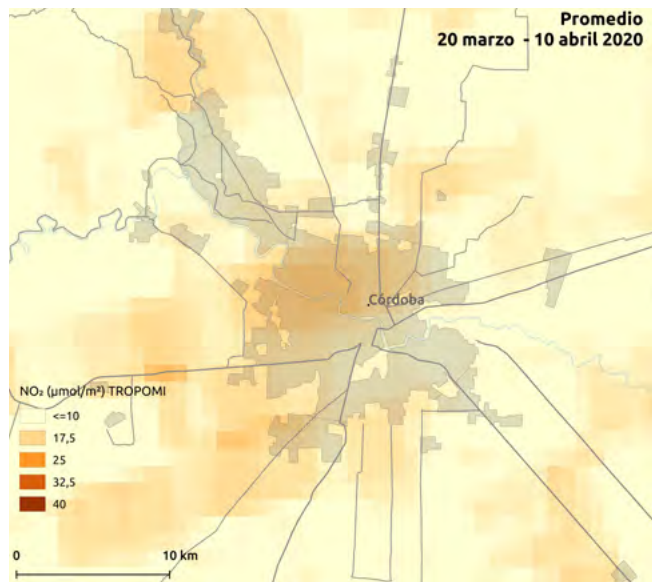 Promedio
20 marzo - 10 abril 2020
Córdoba
NO₂ (μmol/m²) TROPOMI
<=10
17,5
25
32,5
40
0 10 km